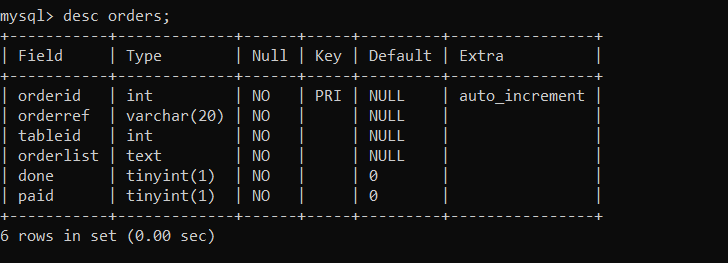 mysql> desc orders;
+-----------+-------------+------+-----+---------+----------------+
| Field     | Type        | Null | Key | Default | Extra          |
+-----------+-------------+------+-----+---------+----------------+
| orderid   | int         | NO   | PRI | NULL    | auto_increment |
| orderref  | varchar(20) | NO   |     | NULL    |                |
| tableid   | int         | NO   |     | NULL    |                |
| orderlist | text        | NO   |     | NULL    |                |
| done      | tinyint(1)  | NO   |     | 0       |                |
| paid      | tinyint(1)  | NO   |     | 0       |                |
+-----------+-------------+------+-----+---------+----------------+
6 rows in set (0.00 sec)